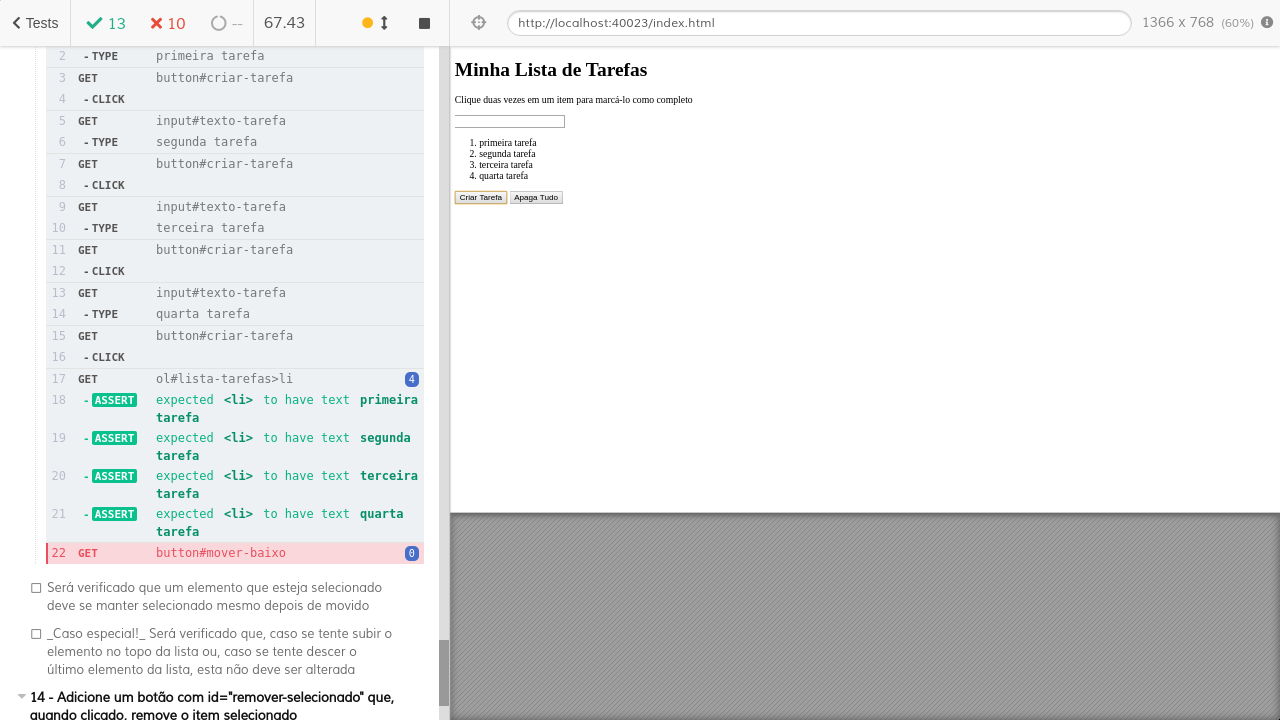 Tests 13 10 -- 67.43 http://localhost:40023/index.html 1366 x 768 (60%)
2 - TYPE primeira tarefa
3 GET button#criar-tarefa
4 - CLICK
5 GET input#texto-tarefa
6 - TYPE segunda tarefa
7 GET button#criar-tarefa
8 - CLICK
9 GET input#texto-tarefa
10 - TYPE terceira tarefa
11 GET button#criar-tarefa
12 - CLICK
13 GET input#texto-tarefa
14 - TYPE quarta tarefa
15 GET button#criar-tarefa
16 - CLICK
17 GET ol#lista-tarefas>li 4
18 - ASSERT expected <li> to have text primeira
tarefa
19 - ASSERT expected <li> to have text segunda
tarefa
20 - ASSERT expected <li> to have text terceira
tarefa
21 - ASSERT expected <li> to have text quarta
tarefa
22 GET button#mover-baixo 0
Será verificado que um elemento que esteja selecionado
deve se manter selecionado mesmo depois de movido
_Caso especial!_ Será verificado que, caso se tente subir o
elemento no topo da lista ou, caso se tente descer o
último elemento da lista, esta não deve ser alterada
14 - Adicione um botão com id="remover-selecionado" que,
quando clicado, remove o item selecionado
Minha Lista de Tarefas
Clique duas vezes em um item para marcá-lo como completo
1. primeira tarefa
2. segunda tarefa
3. terceira tarefa
4. quarta tarefa
Criar Tarefa Apaga Tudo